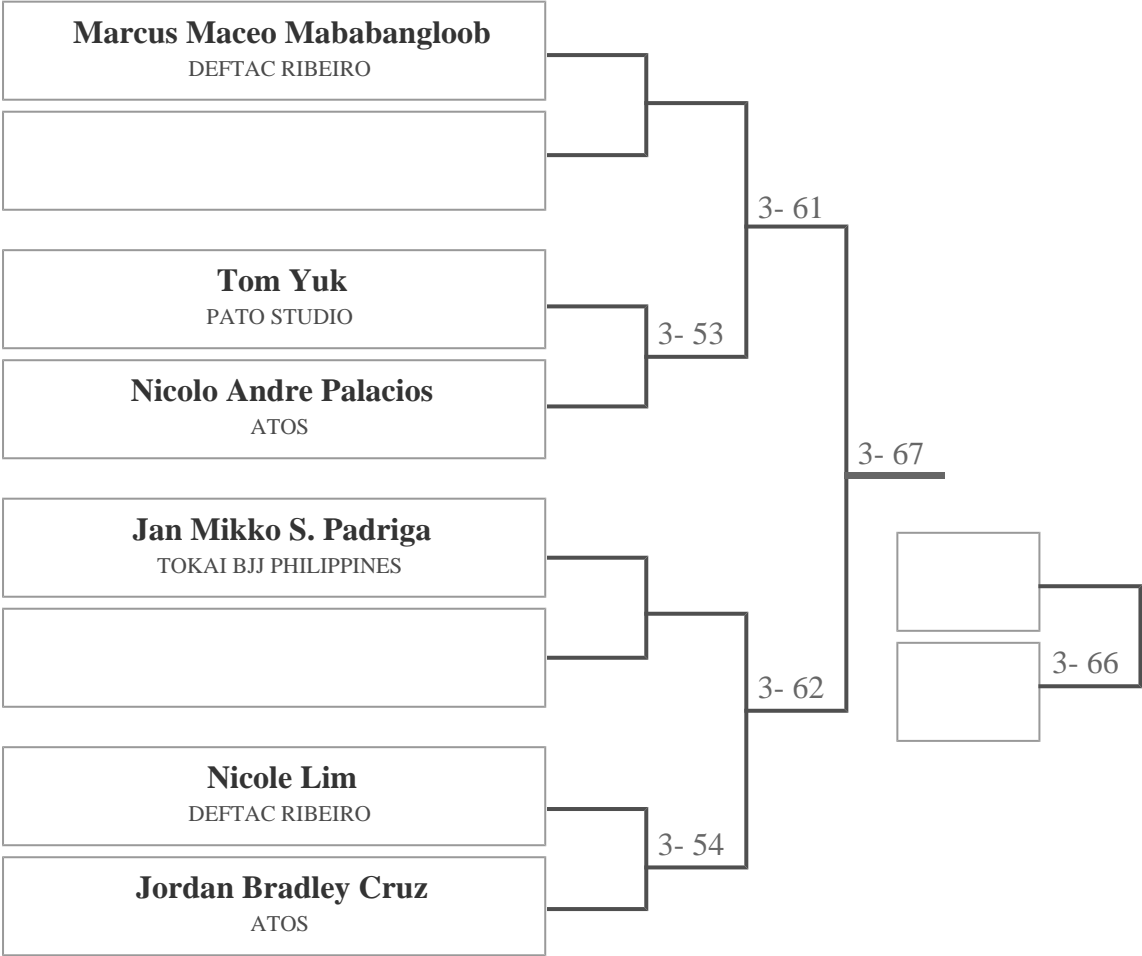 Marcus Maceo Mababangloob
DEFTAC RIBEIRO
3- 61
Tom Yuk
PATO STUDIO
3- 53
Nicolo Andre Palacios
ATOS
3- 67
Jan Mikko S. Padriga
TOKAI BJJ PHILIPPINES
3- 66
3- 62
Nicole Lim
DEFTAC RIBEIRO
3- 54
Jordan Bradley Cruz
ATOS